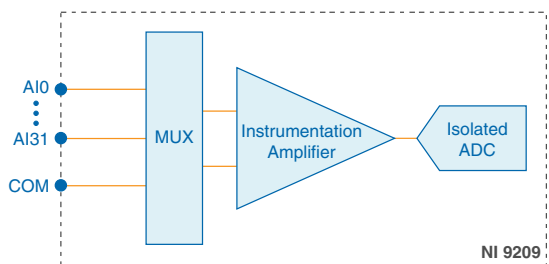 AI0
AI31
COM
MUX
Instrumentation
Amplifier
Isolated
ADC
NI 9209